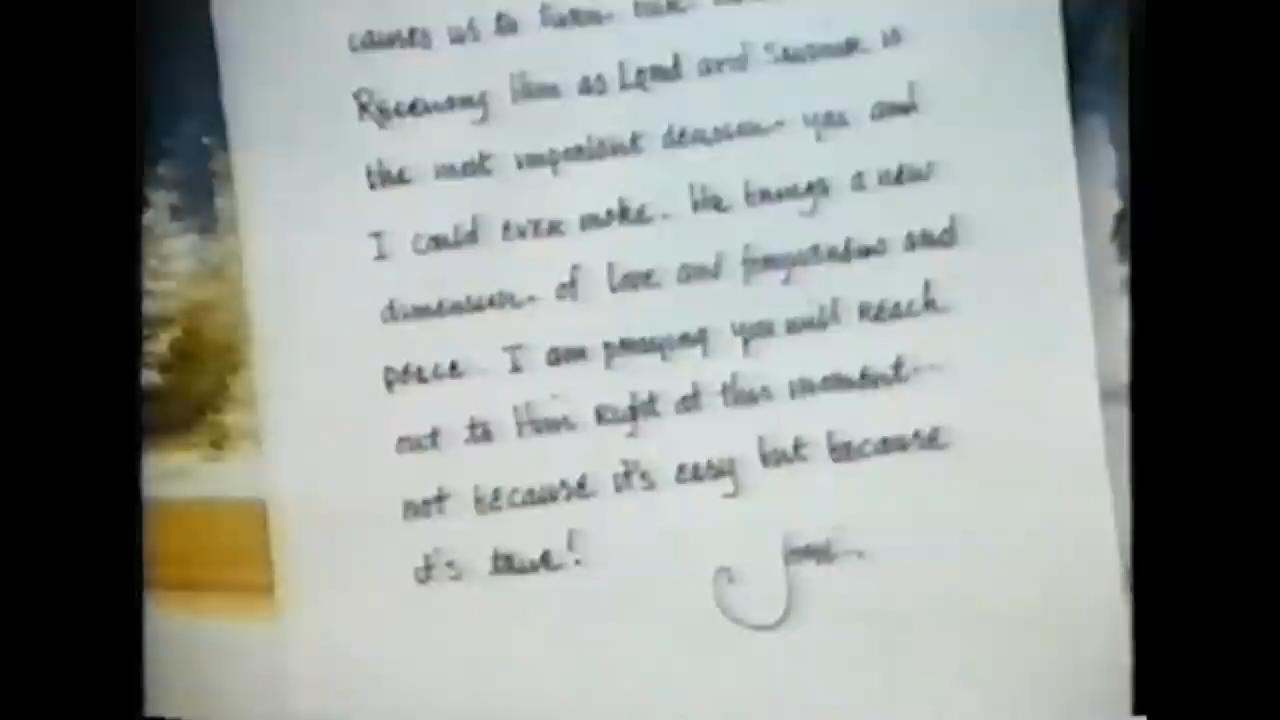 causes us to turn
Receiving Him as Lord and Saviour is
the most important decision you and
I could ever make. He brings a new
dimension of love and forgiveness and
peace. I am praying you will reach
out to Him right at this moment...
not because it's easy but because
it's true!